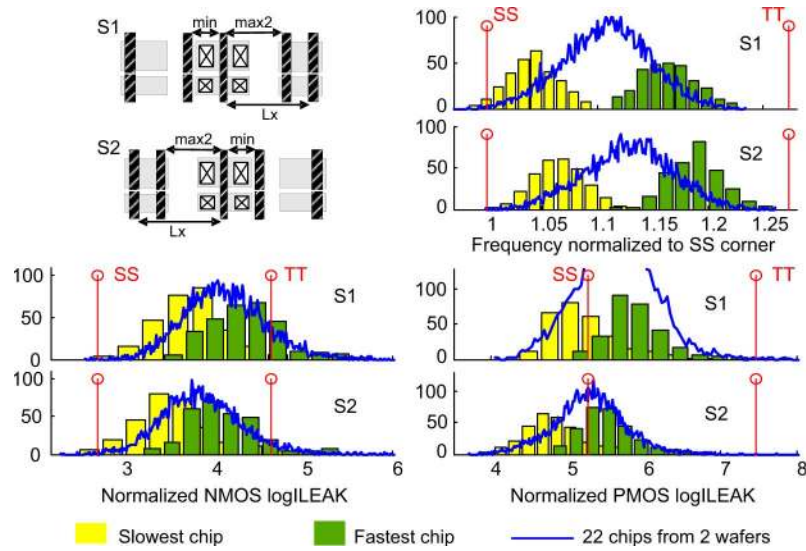 S1
min
max2
Lx
S2
max2
min
Lx
100
50
0
SS
TT
S1
100
50
0
S2
1
1.05
1.1
1.15
1.2
1.25
Frequency normalized to SS corner
100
50
0
SS
TT
S1
100
50
0
S2
3
4
5
6
Normalized NMOS logILEAK
100
50
0
SS
TT
S1
100
50
0
S2
4
5
6
7
8
Normalized PMOS logILEAK
Slowest chip
Fastest chip
22 chips from 2 wafers